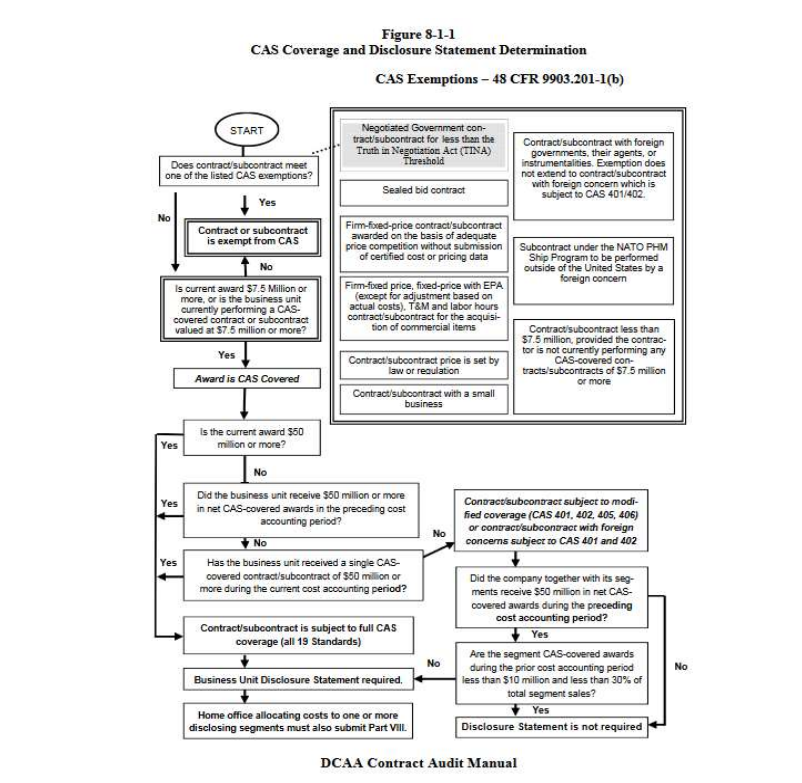 Figure 8-1-1
CAS Coverage and Disclosure Statement Determination
CAS Exemptions – 48 CFR 9903.201-1(b)
START
Does contract/subcontract meet
one of the listed CAS exemptions?
No
Yes
Contract or subcontract
is exempt from CAS
No
Is current award $7.5 Million or
more, or is the business unit
currently performing a CAS-
covered contract or subcontract
valued at $7.5 million or more?
Yes
Award is CAS Covered
Negotiated Government con-
tract/subcontract for less than the
Truth in Negotiation Act (TINA)
Threshold
Sealed bid contract
Firm-fixed-price contract/subcontract
awarded on the basis of adequate
price competition without submission
of certified cost or pricing data
Firm-fixed price, fixed-price with EPA
(except for adjustment based on
actual costs), T&M and labor hours
contract/subcontract for the acquisi-
tion of commercial items
Contract/subcontract price is set by
law or regulation
Contract/subcontract with a small
business
Contract/subcontract with foreign
governments, their agents, or
instrumentalities. Exemption does
not extend to contract/subcontract
with foreign concern which is
subject to CAS 401/402.
Subcontract under the NATO PHM
Ship Program to be performed
outside of the United States by a
foreign concern
Contract/subcontract less than
$7.5 million, provided the contrac-
tor is not currently performing any
CAS-covered con-
tracts/subcontracts of $7.5 million
or more
Is the current award $50
million or more?
Yes
No
Did the business unit receive $50 million or more
in net CAS-covered awards in the preceding cost
accounting period?
Yes
No
Has the business unit received a single CAS-
covered contract/subcontract of $50 million or
more during the current cost accounting period?
Yes
No
Contract/subcontract is subject to full CAS
coverage (all 19 Standards)
Business Unit Disclosure Statement required.
Home office allocating costs to one or more
disclosing segments must also submit Part VIII.
Contract/subcontract subject to modi-
fied coverage (CAS 401, 402, 405, 406)
or contract/subcontract with foreign
concerns subject to CAS 401 and 402
Did the company together with its seg-
ments receive $50 million in net CAS-
covered awards during the preceding
cost accounting period?
Yes
No
Are the segment CAS-covered awards
during the prior cost accounting period
less than $10 million and less than 30% of
total segment sales?
No
Yes
Disclosure Statement is not required
DCAA Contract Audit Manual